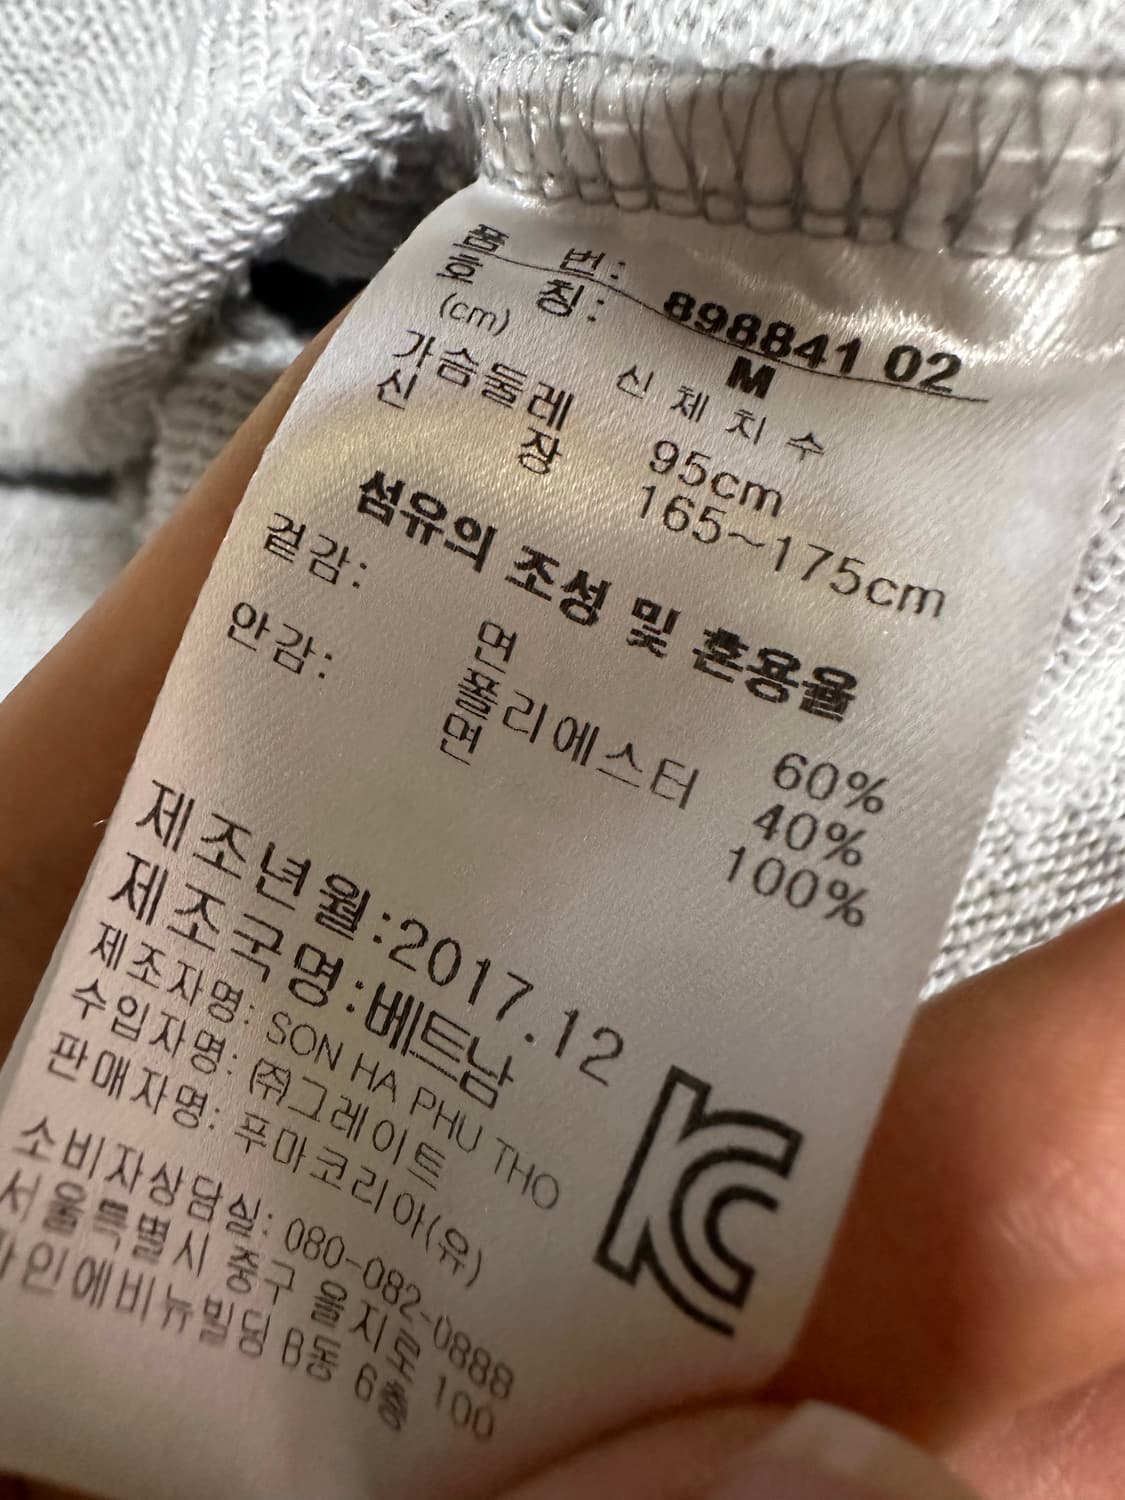 품 번: 898841 02
호 칭: M
(cm) 신 체 치 수
가슴둘레 95cm
신 장 165~175cm
섬유의 조성 및 혼용율
겉감: 면 60%
폴리에스터 40%
안감: 면 100%
제조년월:2017.12
제조국명:베트남
제조자명: SON HA PHU THO
수입자명: ㈜그레이트
판매자명: 푸마코리아(유)
소비자상담실: 080-082-0888
서울특별시 중구 을지로 100
파인에비뉴빌딩 B동 6층
KC